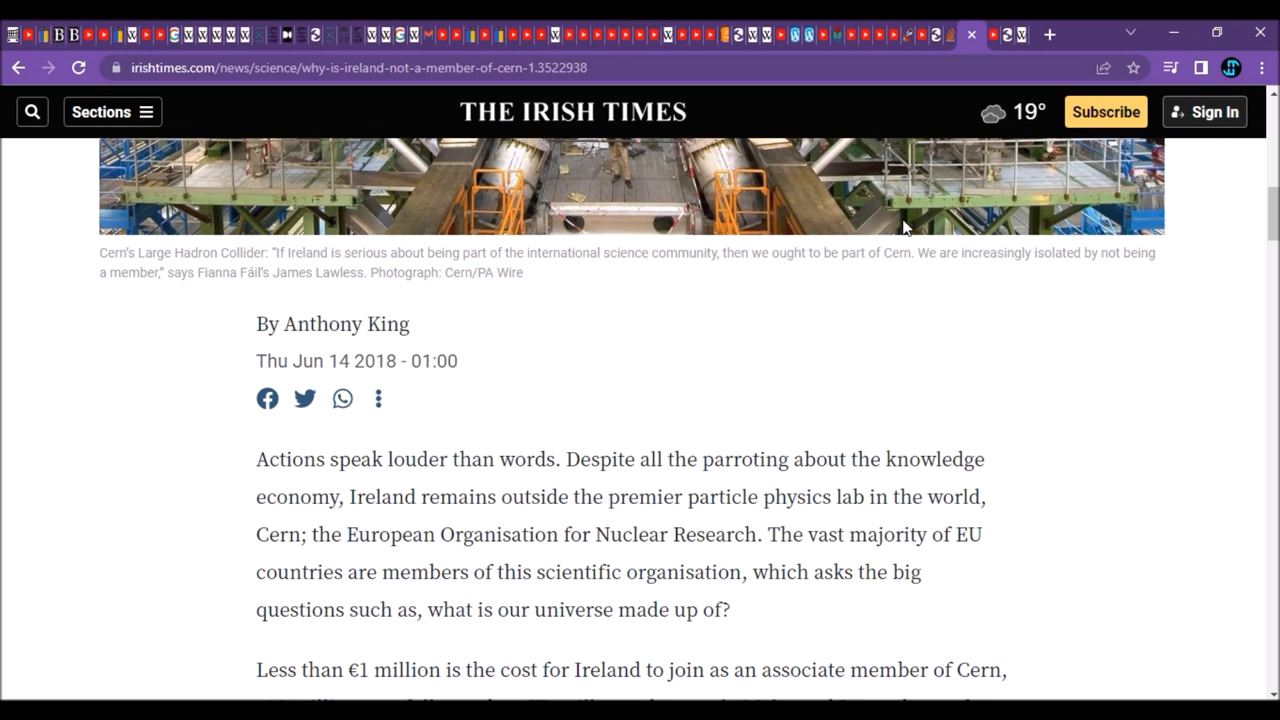 irishtimes.com/news/science/why-is-ireland-not-a-member-of-cern-1.3522938
Sections
THE IRISH TIMES
19°
Subscribe
Sign In
Cern's Large Hadron Collider: “If Ireland is serious about being part of the international science community, then we ought to be part of Cern. We are increasingly isolated by not being
a member,” says Fianna Fáil's James Lawless. Photograph: Cern/PA Wire
By Anthony King
Thu Jun 14 2018 - 01:00
Actions speak louder than words. Despite all the parroting about the knowledge
economy, Ireland remains outside the premier particle physics lab in the world,
Cern; the European Organisation for Nuclear Research. The vast majority of EU
countries are members of this scientific organisation, which asks the big
questions such as, what is our universe made up of?
Less than €1 million is the cost for Ireland to join as an associate member of Cern,